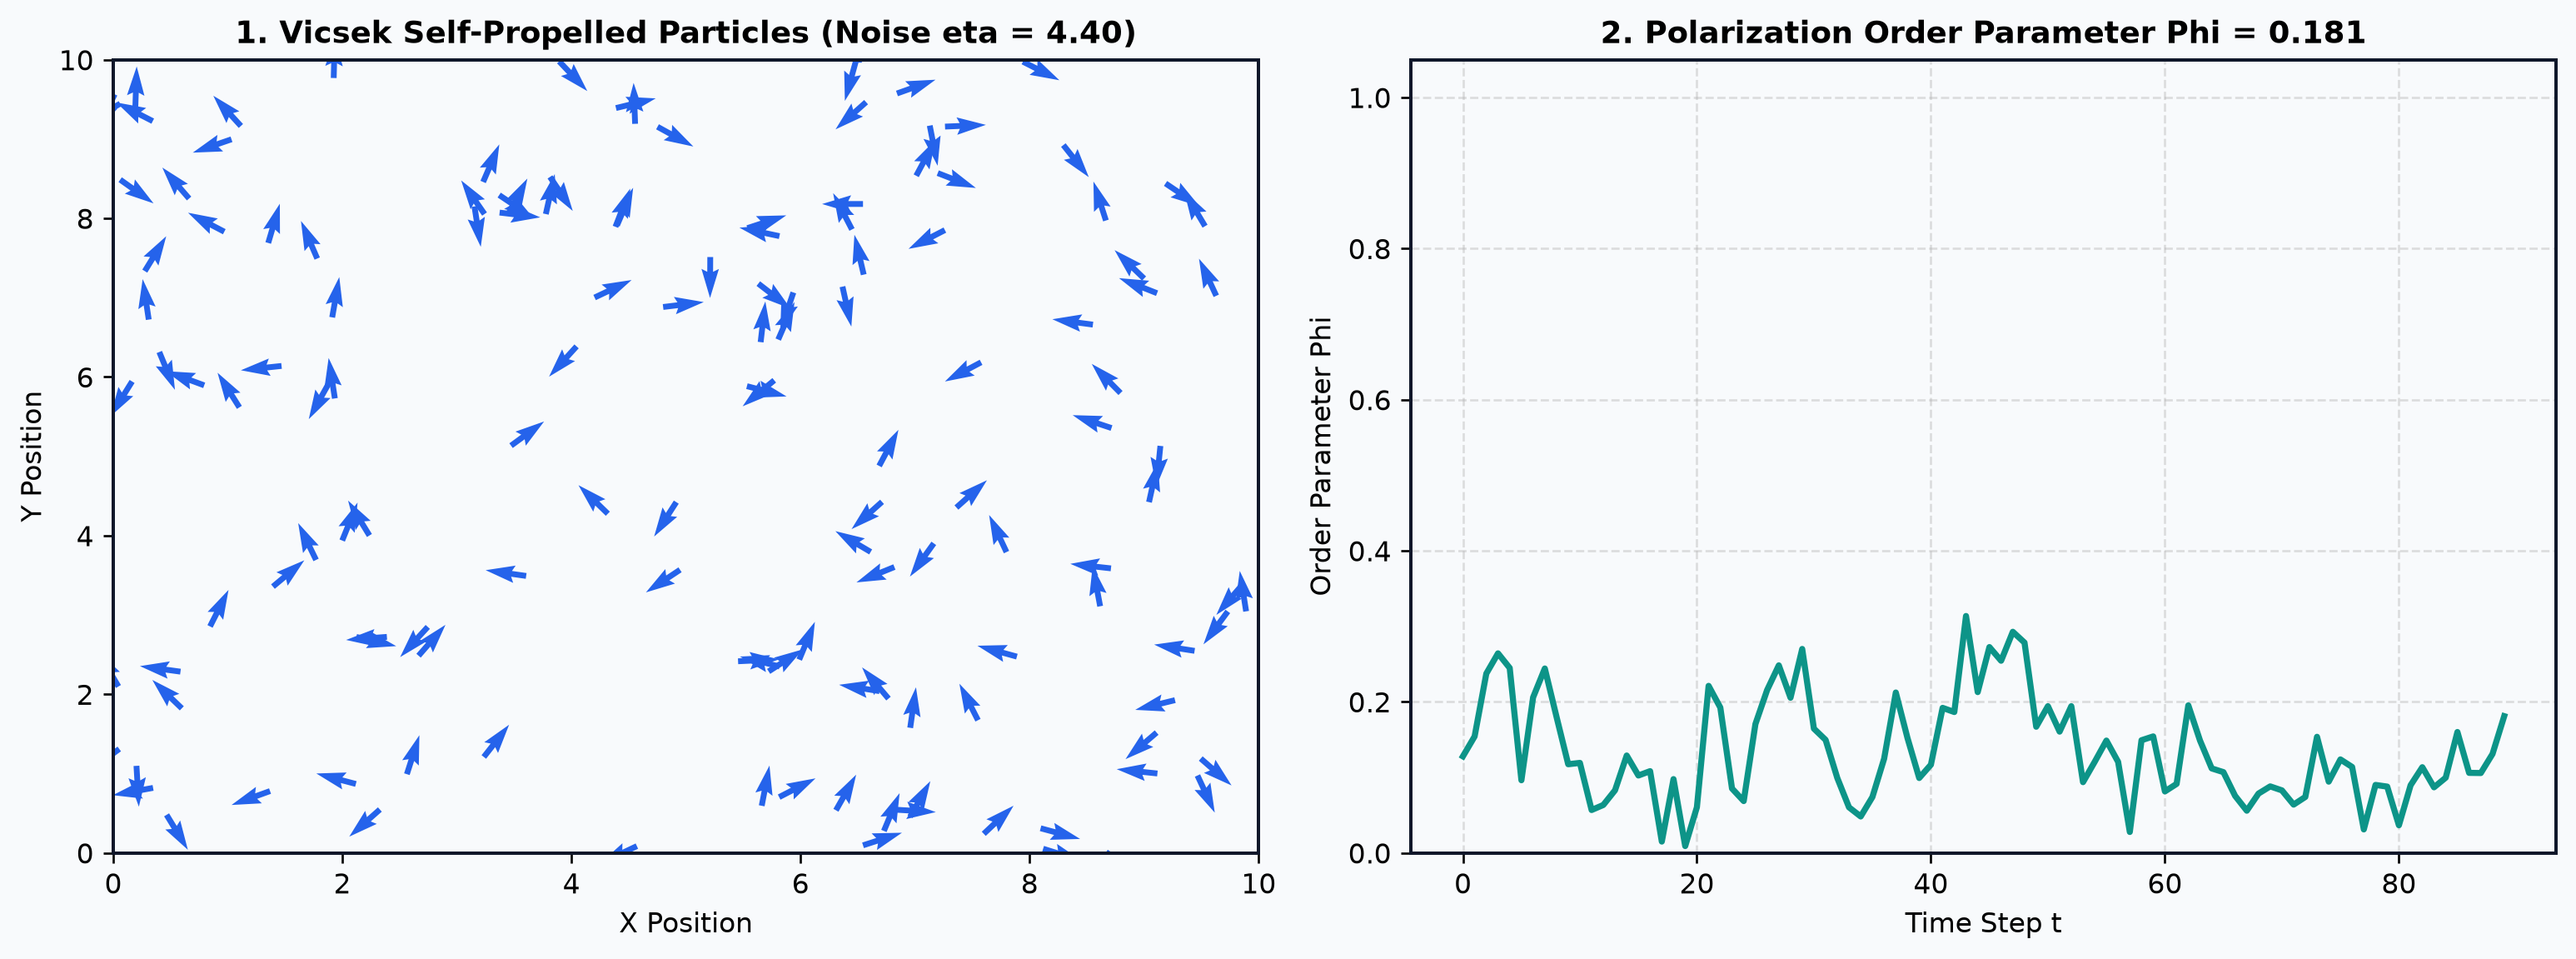 1. Vicsek Self-Propelled Particles (Noise eta = 4.40)
10
8
6
4
2
0
Y Position
0 2 4 6 8 10
X Position
2. Polarization Order Parameter Phi = 0.181
1.0
0.8
0.6
0.4
0.2
0.0
Order Parameter Phi
0 20 40 60 80
Time Step t